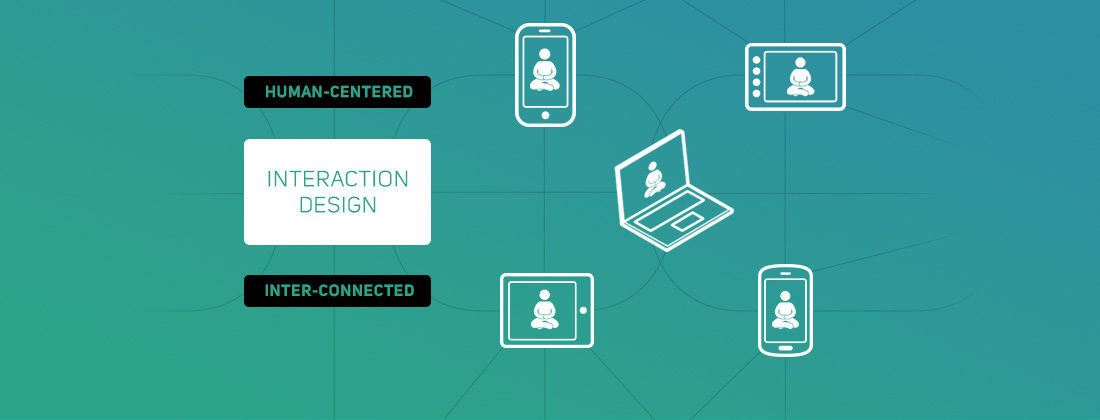 HUMAN-CENTERED
INTERACTION
DESIGN
INTER-CONNECTED